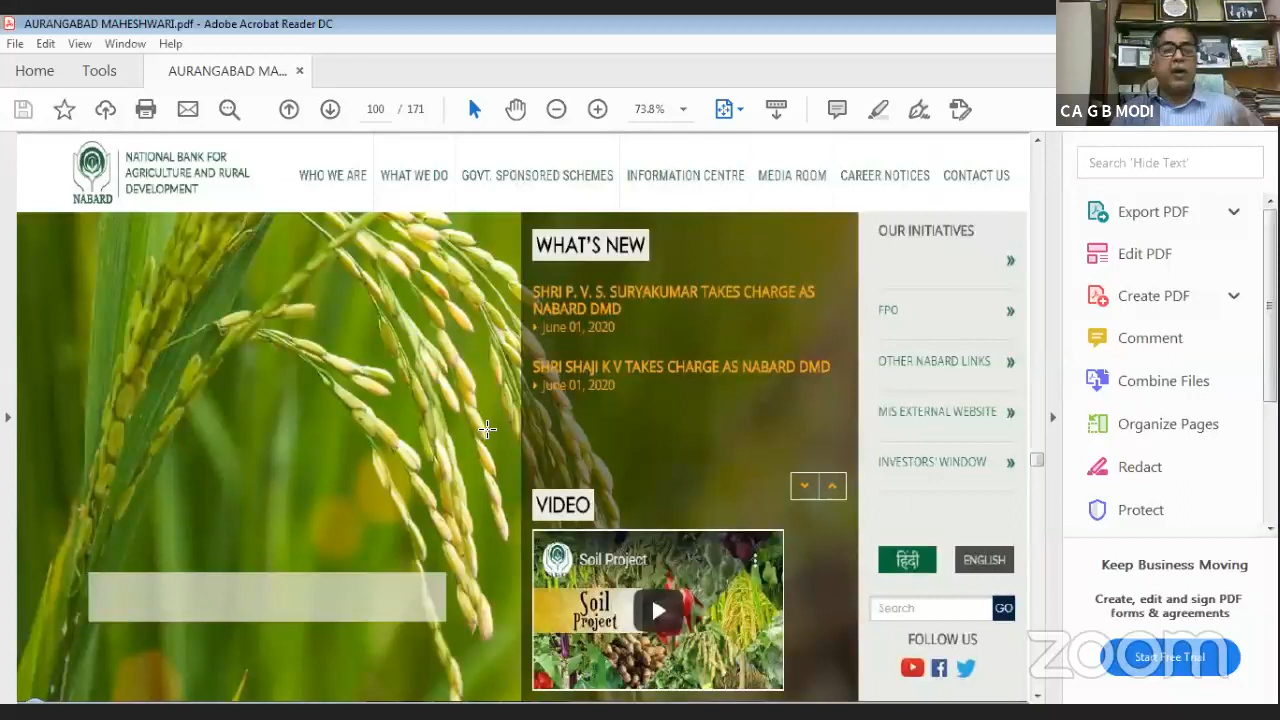 AURANGABAD MAHESHWARI.pdf - Adobe Acrobat Reader DC
File Edit View Window Help
Home Tools AURANGABAD MA... ×
100 / 171 73.8%
CA G B MODI
NABARD
NATIONAL BANK FOR
AGRICULTURE AND RURAL
DEVELOPMENT
WHO WE ARE WHAT WE DO GOVT. SPONSORED SCHEMES INFORMATION CENTRE MEDIA ROOM CAREER NOTICES CONTACT US
WHAT'S NEW
SHRI P. V. S. SURYAKUMAR TAKES CHARGE AS
NABARD DMD
June 01, 2020
SHRI SHAJI K V TAKES CHARGE AS NABARD DMD
June 01, 2020
VIDEO
Soil Project
Soil
Project
OUR INITIATIVES
FPO
OTHER NABARD LINKS
MIS EXTERNAL WEBSITE
INVESTORS' WINDOW
हिंदी ENGLISH
Search GO
FOLLOW US
Search 'Hide Text'
Export PDF
Edit PDF
Create PDF
Comment
Combine Files
Organize Pages
Redact
Protect
Keep Business Moving
Create, edit and sign PDF
forms & agreements
Start Free Trial
zoom